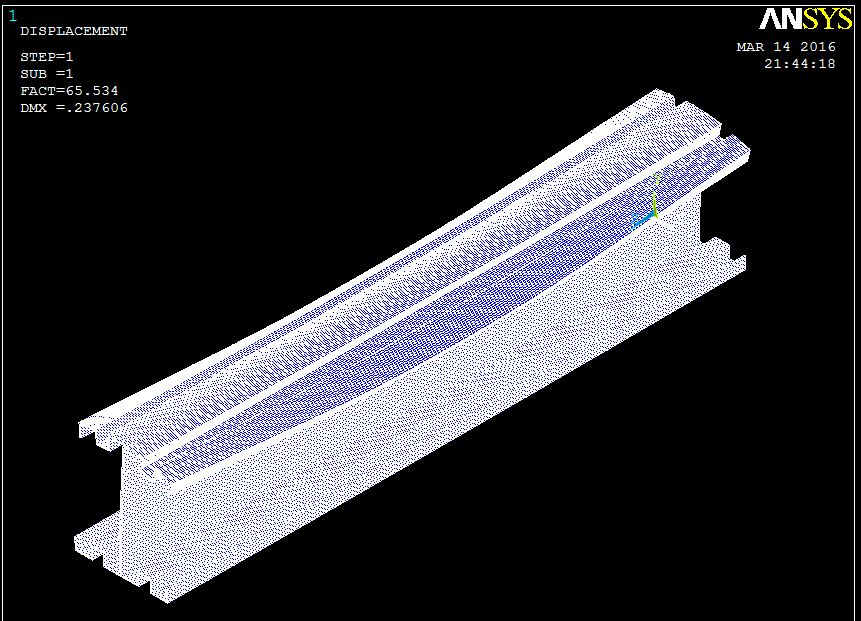 1
DISPLACEMENT
STEP=1
SUB =1
FACT=65.534
DMX =.237606
ANSYS
MAR 14 2016
21:44:18